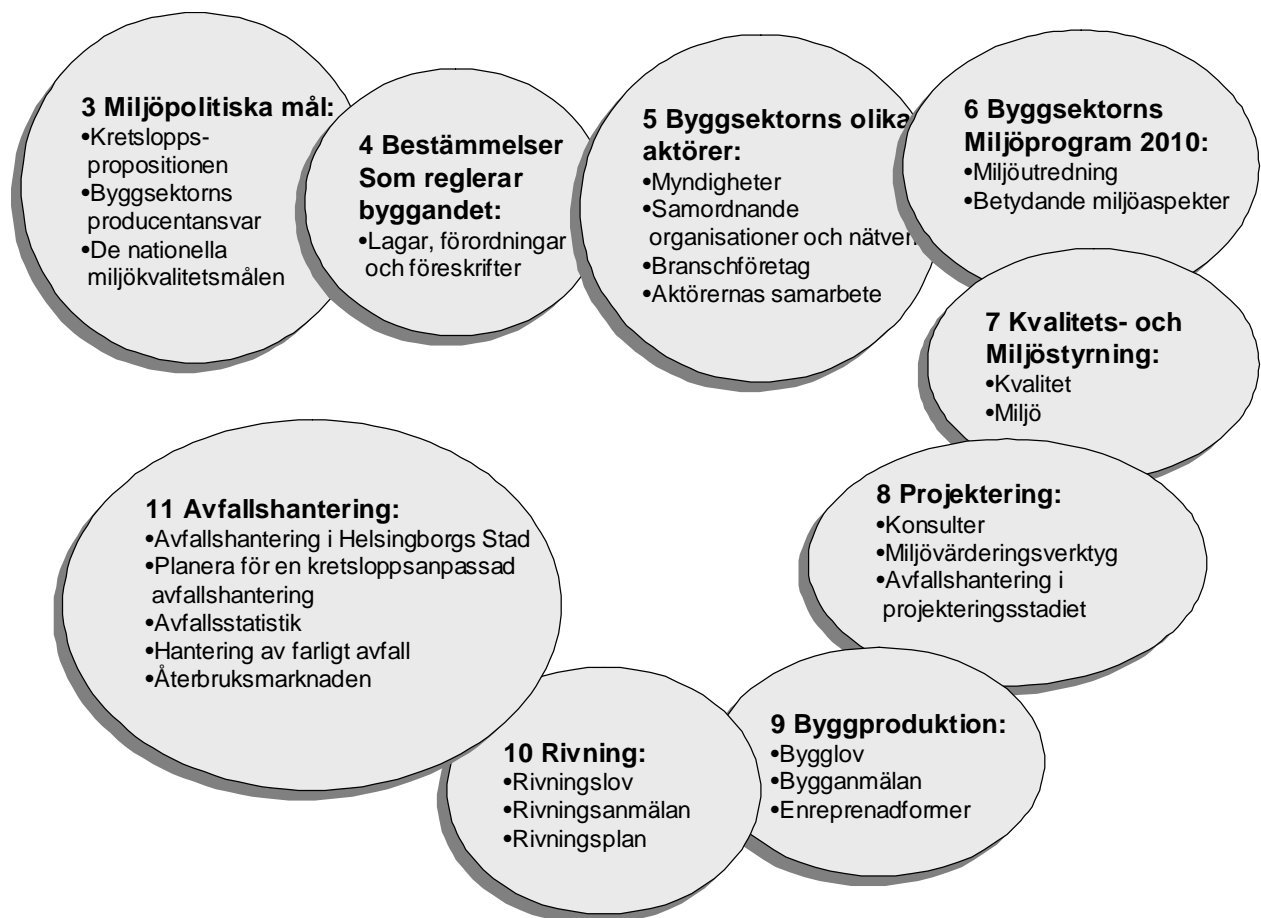 3 Miljöpolitiska mål:
•Kretslopps-
propositionen
•Byggsektorns
producentansvar
•De nationella
miljökvalitetsmålen
4 Bestämmelser
Som reglerar
byggandet:
•Lagar, förordningar
och föreskrifter
5 Byggsektorns olika
aktörer:
•Myndigheter
•Samordnande
organisationer och nätver
•Branschföretag
•Aktörernas samarbete
6 Byggsektorns
Miljöprogram 2010:
•Miljöutredning
•Betydande miljöaspekter
7 Kvalitets- och
Miljöstyrning:
•Kvalitet
•Miljö
8 Projektering:
•Konsulter
•Miljövärderingsverktyg
•Avfallshantering i
projekteringsstadiet
9 Byggproduktion:
•Bygglov
•Bygganmälan
•Enreprenadformer
10 Rivning:
•Rivningslov
•Rivningsanmälan
•Rivningsplan
11 Avfallshantering:
•Avfallshantering i Helsingborgs Stad
•Planera för en kretsloppsanpassad
avfallshantering
•Avfallsstatistik
•Hantering av farligt avfall
•Återbruksmarknaden